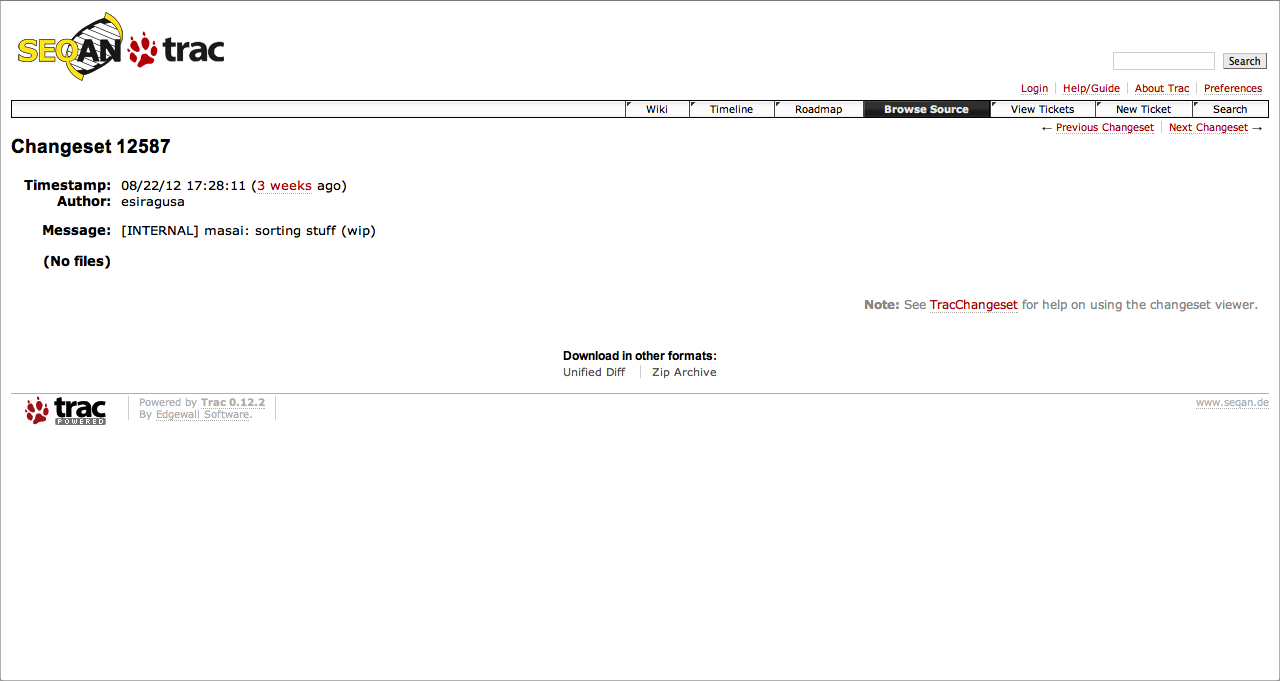 SEQAN trac
Search
Login Help/Guide About Trac Preferences
Wiki Timeline Roadmap Browse Source View Tickets New Ticket Search
← Previous Changeset Next Changeset →
Changeset 12587
Timestamp: 08/22/12 17:28:11 (3 weeks ago)
Author: esiragusa
Message: [INTERNAL] masai: sorting stuff (wip)
(No files)
Note: See TracChangeset for help on using the changeset viewer.
Download in other formats:
Unified Diff Zip Archive
trac POWERED
Powered by Trac 0.12.2
By Edgewall Software.
www.seqan.de